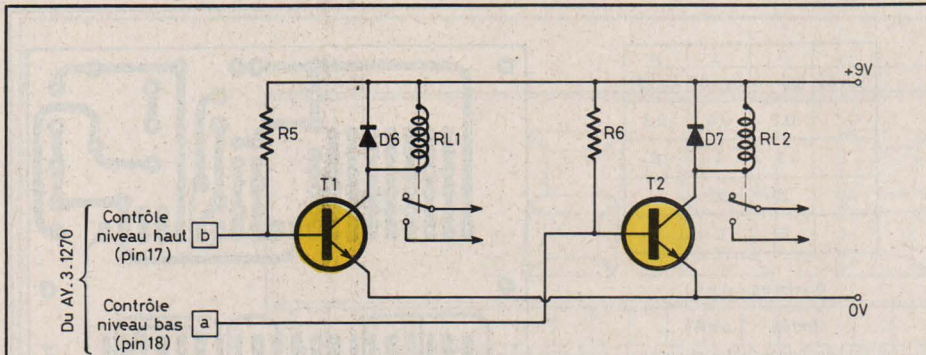 +9V
R5
D6
RL1
R6
D7
RL2
T1
T2
Du AY.3.1270
Contrôle
niveau haut
(pin17)
b
Contrôle
niveau bas
(pin18)
a
0V